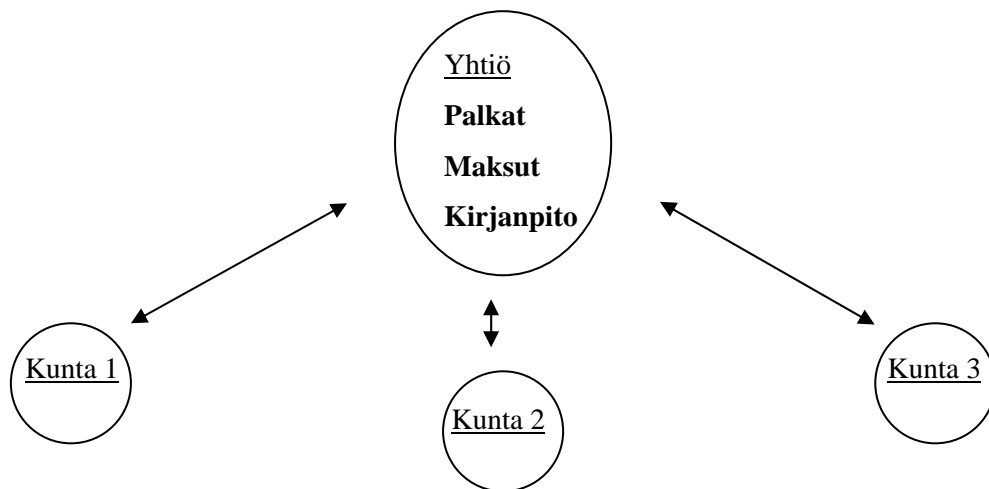 Yhtiö
Palkat
Maksut
Kirjanpito
Kunta 1
Kunta 2
Kunta 3